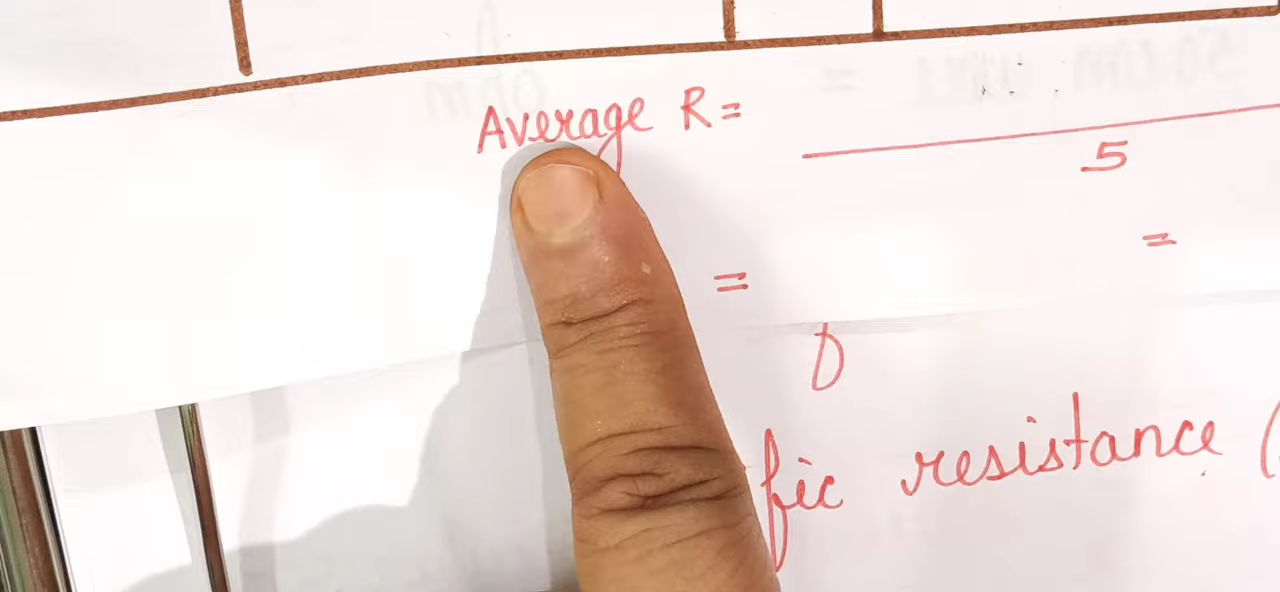 Average R =
5
=
=
fic resistance (